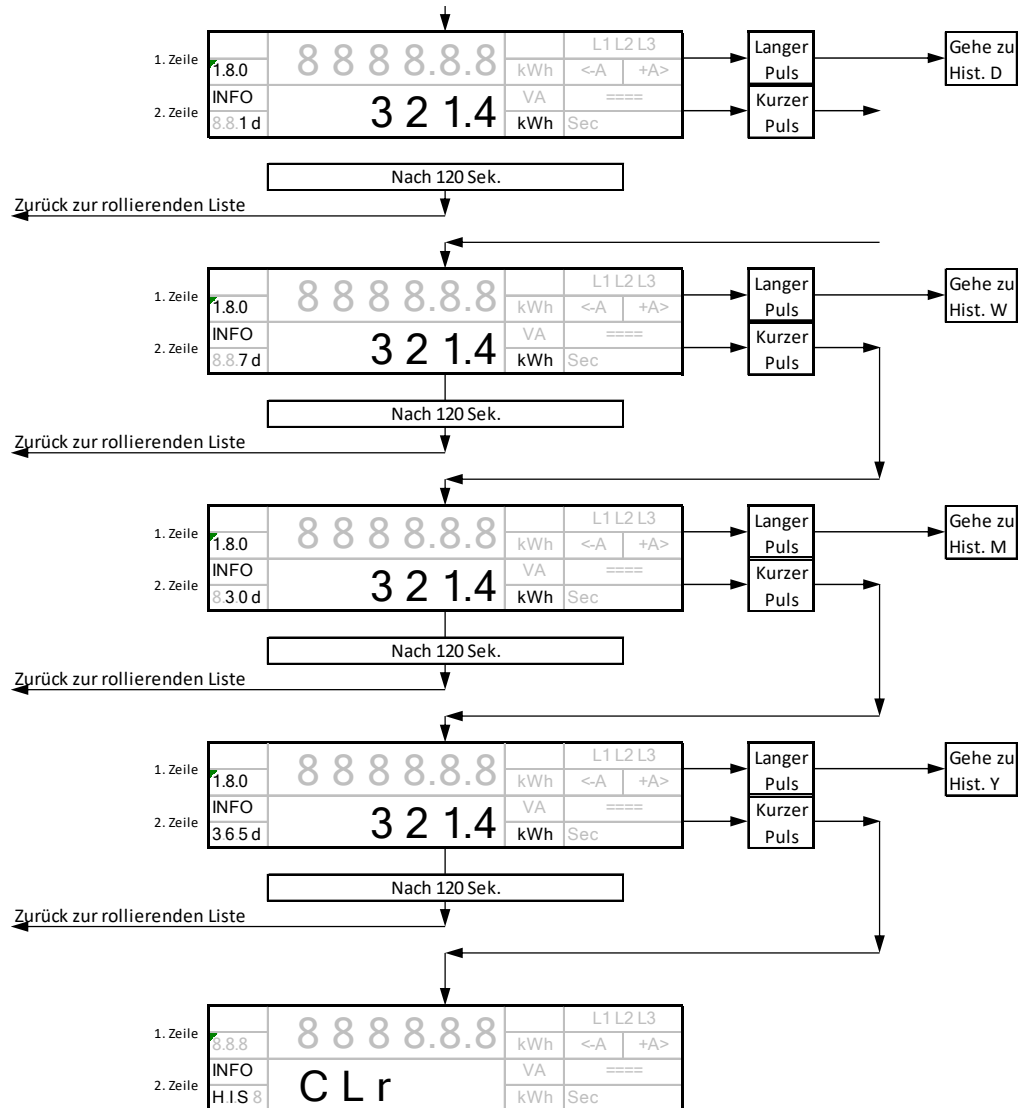 L1 L2 L3
1. Zeile 1.8.0 8 8 8 8.8.8 kWh <-A +A> Langer Puls Gehe zu Hist. D
INFO VA ====
2. Zeile 8.8.1 d 3 2 1.4 kWh Sec Kurzer Puls
Nach 120 Sek.
Zurück zur rollierenden Liste
L1 L2 L3
1. Zeile 1.8.0 8 8 8 8.8.8 kWh <-A +A> Langer Puls Gehe zu Hist. W
INFO VA ====
2. Zeile 8.8.7 d 3 2 1.4 kWh Sec Kurzer Puls
Nach 120 Sek.
Zurück zur rollierenden Liste
L1 L2 L3
1. Zeile 1.8.0 8 8 8 8.8.8 kWh <-A +A> Langer Puls Gehe zu Hist. M
INFO VA ====
2. Zeile 8.3.0 d 3 2 1.4 kWh Sec Kurzer Puls
Nach 120 Sek.
Zurück zur rollierenden Liste
L1 L2 L3
1. Zeile 1.8.0 8 8 8 8.8.8 kWh <-A +A> Langer Puls Gehe zu Hist. Y
INFO VA ====
2. Zeile 3 6 5 d 3 2 1.4 kWh Sec Kurzer Puls
Nach 120 Sek.
Zurück zur rollierenden Liste
L1 L2 L3
1. Zeile 8.8.8 8 8 8 8.8.8 kWh <-A +A>
INFO VA ====
2. Zeile H.I.S 8 C L r kWh Sec